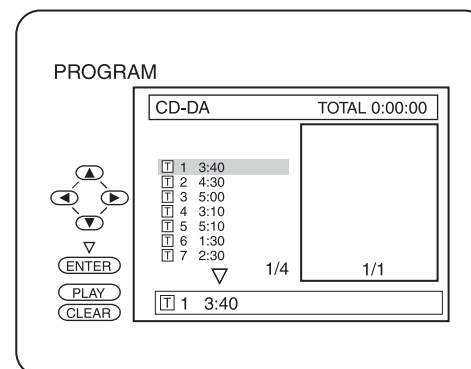 PROGRAM
CD-DA TOTAL 0:00:00
T 1 3:40
T 2 4:30
T 3 5:00
T 4 3:10
T 5 5:10
T 6 1:30
T 7 2:30
1/4 1/1
T 1 3:40
ENTER
PLAY
CLEAR